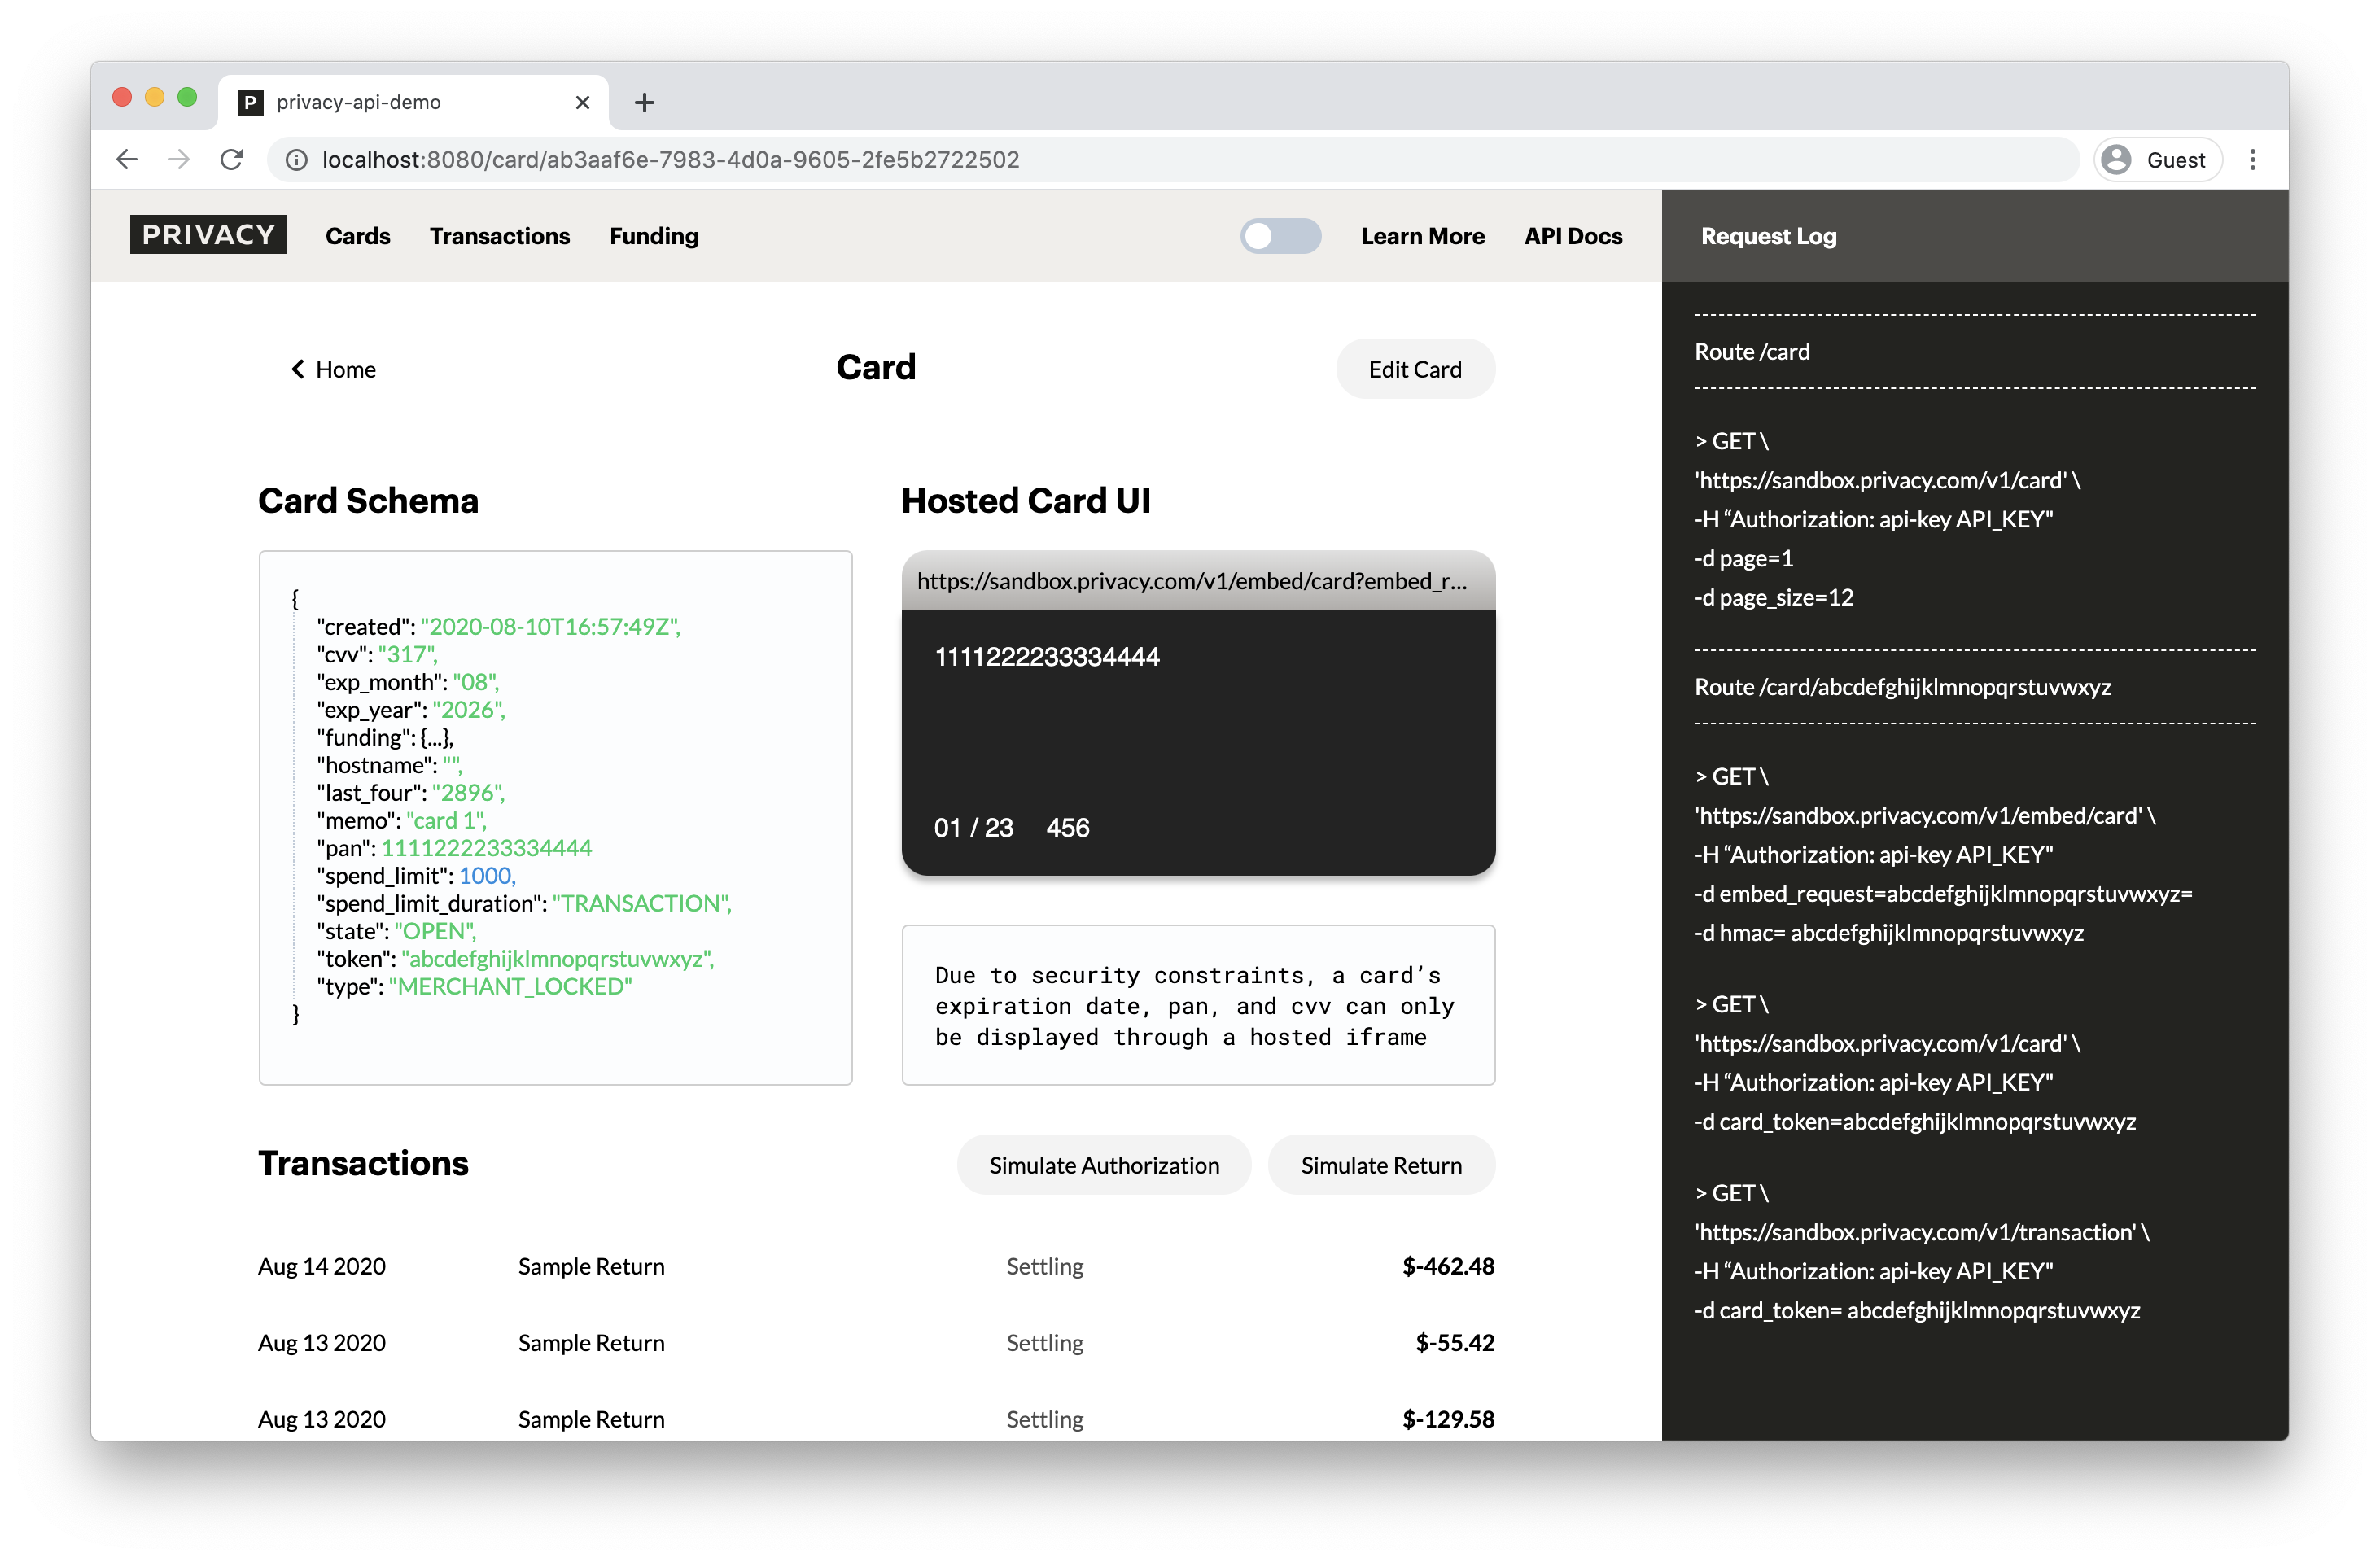 P privacy-api-demo
localhost:8080/card/ab3aaf6e-7983-4d0a-9605-2fe5b2722502
Guest
PRIVACY Cards Transactions Funding Learn More API Docs
Home
Card
Edit Card
Card Schema
{
"created": "2020-08-10T16:57:49Z",
"cvv": "317",
"exp_month": "08",
"exp_year": "2026",
"funding": {...},
"hostname": "",
"last_four": "2896",
"memo": "card 1",
"pan": 1111222233334444
"spend_limit": 1000,
"spend_limit_duration": "TRANSACTION",
"state": "OPEN",
"token": "abcdefghijklmnopqrstuvwxyz",
"type": "MERCHANT_LOCKED"
}
Hosted Card UI
https://sandbox.privacy.com/v1/embed/card?embed_r...
1111222233334444
01 / 23 456
Due to security constraints, a card’s
expiration date, pan, and cvv can only
be displayed through a hosted iframe
Transactions
Simulate Authorization
Simulate Return
Aug 14 2020 Sample Return Settling $-462.48
Aug 13 2020 Sample Return Settling $-55.42
Aug 13 2020 Sample Return Settling $-129.58
Request Log
Route /card
> GET \
'https://sandbox.privacy.com/v1/card' \
-H “Authorization: api-key API_KEY"
-d page=1
-d page_size=12
Route /card/abcdefghijklmnopqrstuvwxyz
> GET \
'https://sandbox.privacy.com/v1/embed/card' \
-H “Authorization: api-key API_KEY"
-d embed_request=abcdefghijklmnopqrstuvwxyz=
-d hmac= abcdefghijklmnopqrstuvwxyz
> GET \
'https://sandbox.privacy.com/v1/card' \
-H “Authorization: api-key API_KEY"
-d card_token=abcdefghijklmnopqrstuvwxyz
> GET \
'https://sandbox.privacy.com/v1/transaction' \
-H “Authorization: api-key API_KEY"
-d card_token= abcdefghijklmnopqrstuvwxyz